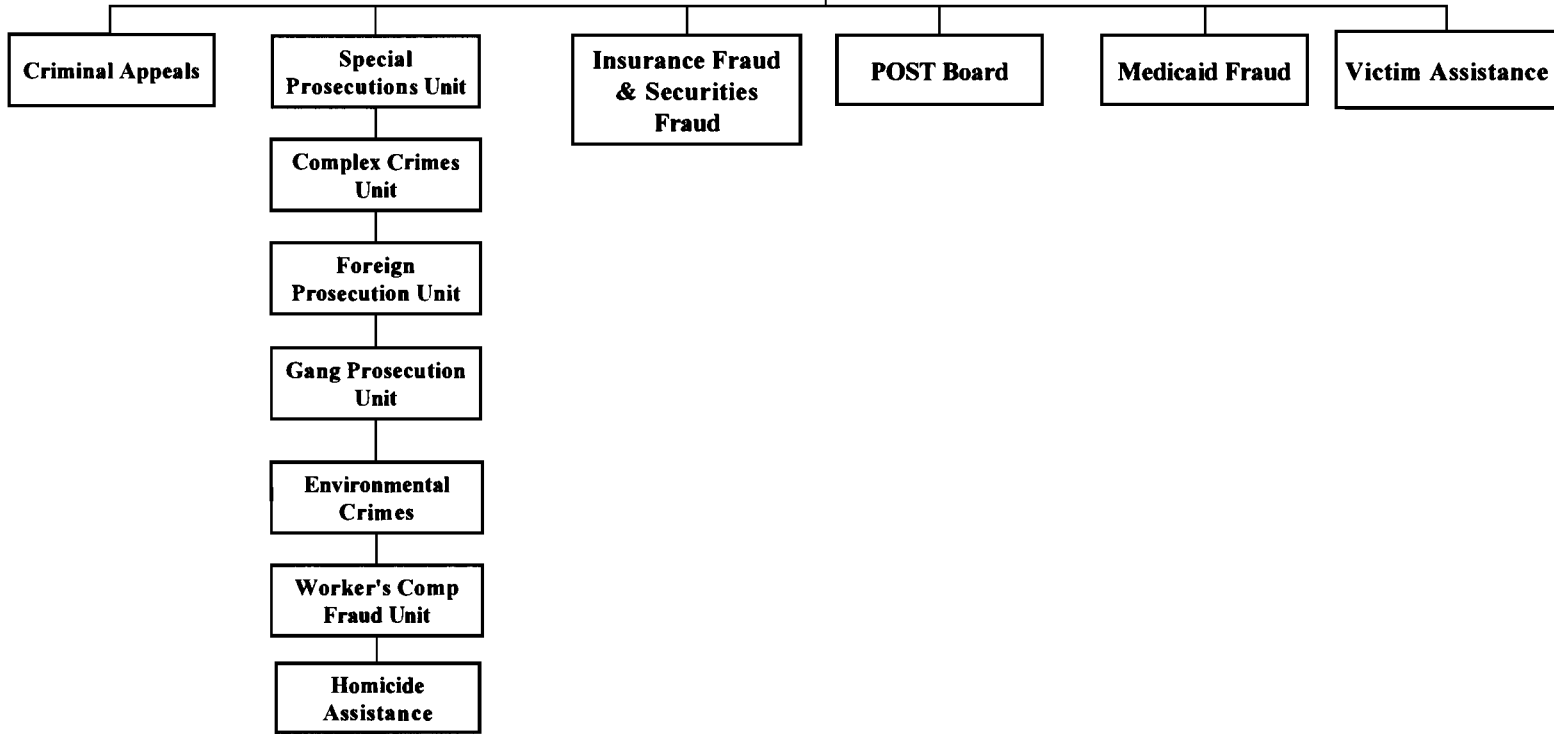 Criminal Appeals
Special
Prosecutions Unit
Insurance Fraud
& Securities
Fraud
POST Board
Medicaid Fraud
Victim Assistance
Complex Crimes
Unit
Foreign
Prosecution Unit
Gang Prosecution
Unit
Environmental
Crimes
Worker's Comp
Fraud Unit
Homicide
Assistance